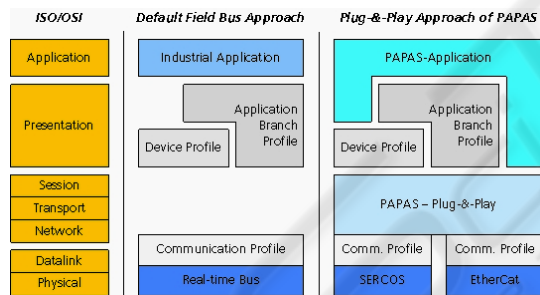 ISO/OSI
Default Field Bus Approach
Plug-&-Play Approach of PAPAS
Application
Industrial Application
PAPAS-Application
Presentation
Application
Branch
Profile
Device Profile
Application
Branch
Profile
Device Profile
Session
Transport
Network
PAPAS – Plug-&-Play
Datalink
Physical
Communication Profile
Real-time Bus
Comm. Profile
Comm. Profile
SERCOS
EtherCat